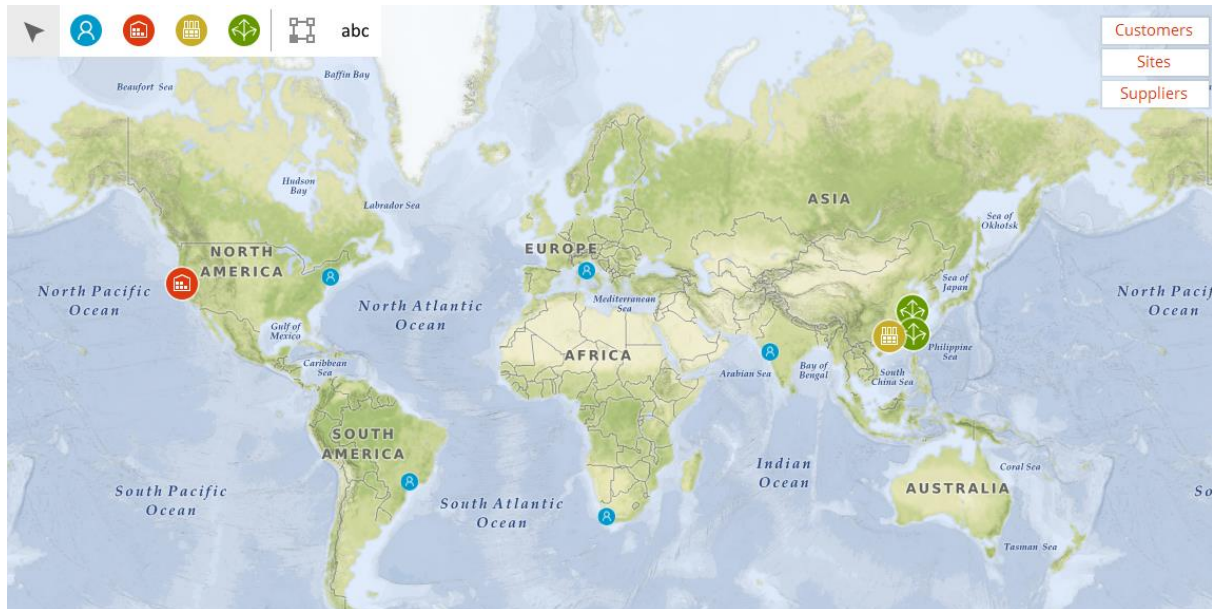 abc
Customers
Sites
Suppliers
Baffin Bay
Beaufort Sea
Hudson
Bay
Labrador Sea
ASIA
Sea of
Okhotsk
NORTH
AMERICA
EUROPE
Sea of
Japan
North Pacific
Ocean
North Atlantic
Ocean
Mediterranean
Sea
North Pacif
Ocean
Gulf of
Mexico
Philippine
Sea
AFRICA
Caribbean
Sea
Arabian Sea
Bay of
Bengal
South
China Sea
SOUTH
AMERICA
Indian
Ocean
Coral Sea
AUSTRALIA
South Pacific
Ocean
South Atlantic
Ocean
So
Tasman Sea